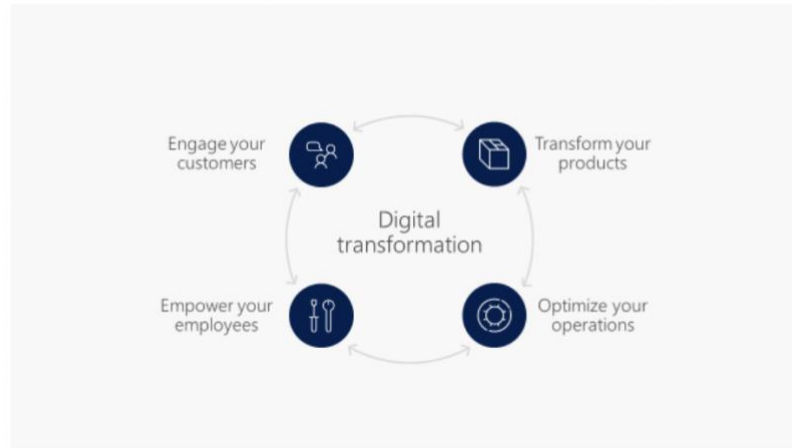 Engage your
customers
Transform your
products
Digital
transformation
Empower your
employees
Optimize your
operations